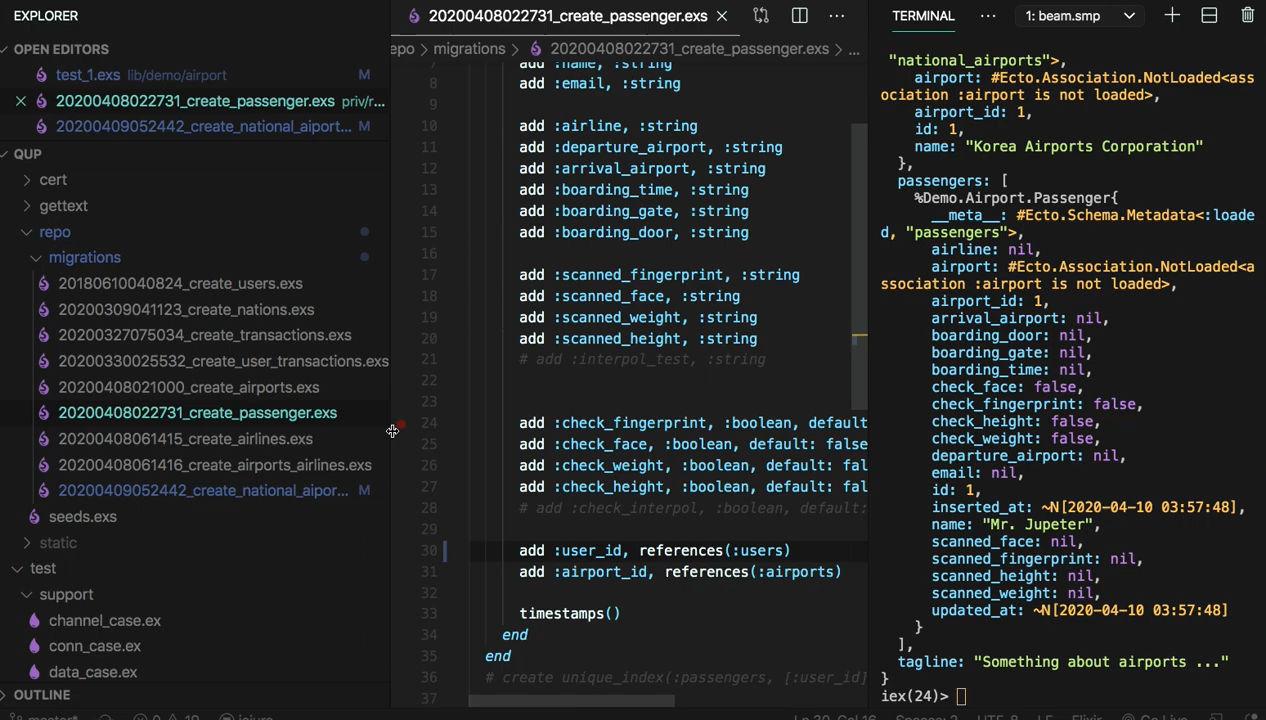 EXPLORER
OPEN EDITORS
test_1.exs lib/demo/airport M
20200408022731_create_passenger.exs priv/r...
20200409052442_create_national_aiport... M
QUP
cert
gettext
repo
migrations
20180610040824_create_users.exs
20200309041123_create_nations.exs
20200327075034_create_transactions.exs
20200330025532_create_user_transactions.exs
20200408021000_create_airports.exs
20200408022731_create_passenger.exs
20200408061415_create_airlines.exs
20200408061416_create_airports_airlines.exs
20200409052442_create_national_aipor... M
seeds.exs
static
test
support
channel_case.ex
conn_case.ex
data_case.ex
OUTLINE
20200408022731_create_passenger.exs
epo > migrations > 20200408022731_create_passenger.exs > ...
7 add :name, :string
8 add :email, :string
9
10 add :airline, :string
11 add :departure_airport, :string
12 add :arrival_airport, :string
13 add :boarding_time, :string
14 add :boarding_gate, :string
15 add :boarding_door, :string
16
17 add :scanned_fingerprint, :string
18 add :scanned_face, :string
19 add :scanned_weight, :string
20 add :scanned_height, :string
21 # add :interpol_test, :string
22
23
24 add :check_fingerprint, :boolean, default
25 add :check_face, :boolean, default: false
26 add :check_weight, :boolean, default: fal
27 add :check_height, :boolean, default: fal
28 # add :check_interpol, :boolean, default:
29
30 add :user_id, references(:users)
31 add :airport_id, references(:airports)
32
33 timestamps()
34 end
35 end
36 # create unique_index(:passengers, [:user_id]
37
TERMINAL ... 1: beam.smp
"national_airports">,
airport: #Ecto.Association.NotLoaded<ass
ociation :airport is not loaded>,
airport_id: 1,
id: 1,
name: "Korea Airports Corporation"
},
passengers: [
%Demo.Airport.Passenger{
__meta__: #Ecto.Schema.Metadata<:loade
d, "passengers">,
airline: nil,
airport: #Ecto.Association.NotLoaded<a
ssociation :airport is not loaded>,
airport_id: 1,
arrival_airport: nil,
boarding_door: nil,
boarding_gate: nil,
boarding_time: nil,
check_face: false,
check_fingerprint: false,
check_height: false,
check_weight: false,
departure_airport: nil,
email: nil,
id: 1,
inserted_at: ~N[2020-04-10 03:57:48],
name: "Mr. Jupeter",
scanned_face: nil,
scanned_fingerprint: nil,
scanned_height: nil,
scanned_weight: nil,
updated_at: ~N[2020-04-10 03:57:48]
}
],
tagline: "Something about airports ..."
}
iex(24)>